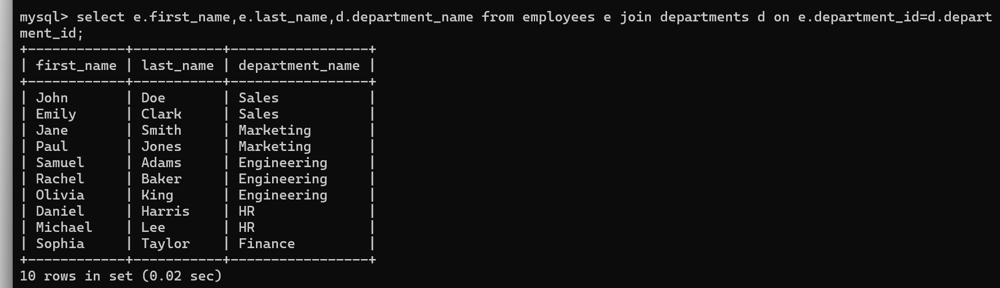 mysql> select e.first_name,e.last_name,d.department_name from employees e join departments d on e.department_id=d.depart
ment_id;
+------------+-----------+-----------------+
| first_name | last_name | department_name |
+------------+-----------+-----------------+
| John       | Doe       | Sales           |
| Emily      | Clark     | Sales           |
| Jane       | Smith     | Marketing       |
| Paul       | Jones     | Marketing       |
| Samuel     | Adams     | Engineering     |
| Rachel     | Baker     | Engineering     |
| Olivia     | King      | Engineering     |
| Daniel     | Harris    | HR              |
| Michael    | Lee       | HR              |
| Sophia     | Taylor    | Finance         |
+------------+-----------+-----------------+
10 rows in set (0.02 sec)